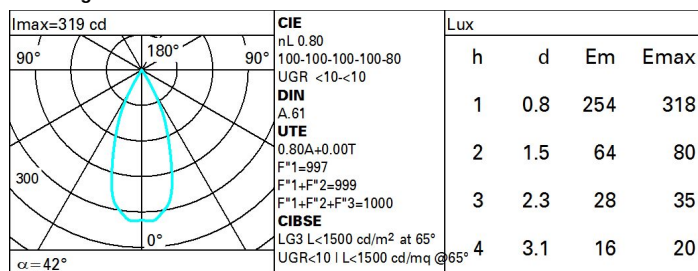 Imax=319 cd
90° 180° 90°
300
0°
α=42°
CIE
nL 0.80
100-100-100-100-80
UGR <10-<10
DIN
A.61
UTE
0.80A+0.00T
F"1=997
F"1+F"2=999
F"1+F"2+F"3=1000
CIBSE
LG3 L<1500 cd/m² at 65°
UGR<10 | L<1500 cd/mq @65°
Lux
h d Em Emax
1 0.8 254 318
2 1.5 64 80
3 2.3 28 35
4 3.1 16 20